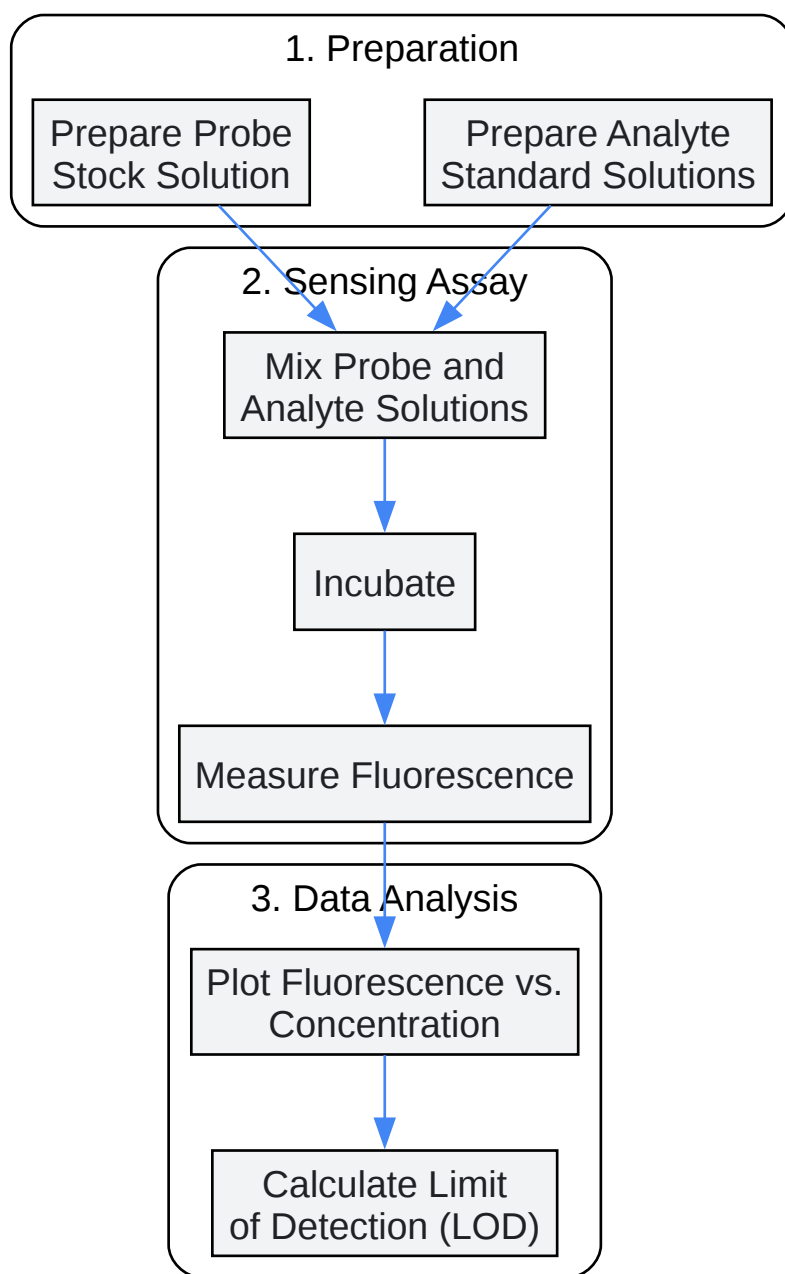 1. Preparation
Prepare Probe
Stock Solution
Prepare Analyte
Standard Solutions
2. Sensing Assay
Mix Probe and
Analyte Solutions
Incubate
Measure Fluorescence
3. Data Analysis
Plot Fluorescence vs.
Concentration
Calculate Limit
of Detection (LOD)